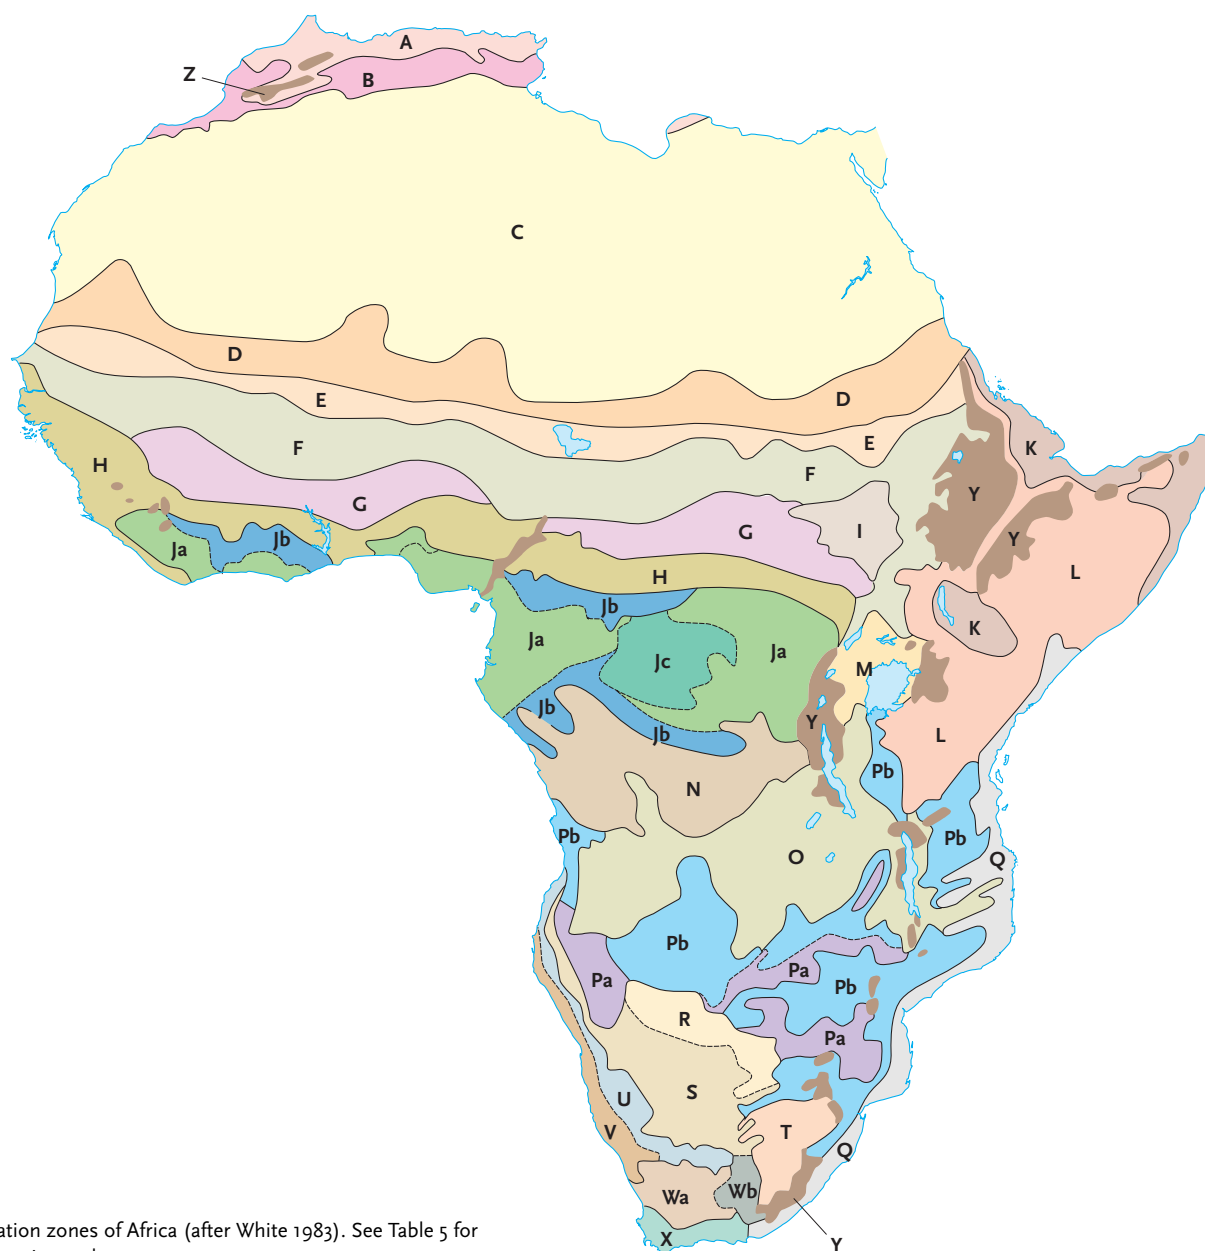 A
Z
B
C
D
D
E
E
F
F
K
H
G
Y
G
I
Y
Ja
Jb
L
H
Jb
K
Ja
Jc
Ja
M
Jb
Y
Jb
L
Pb
N
Pb
Pb
O
Q
Pb
Pa
Pa
Pb
R
Pa
S
U
V
T
Q
Wa
Wb
X
Y
ation zones of Africa (after White 1983). See Table 5 for